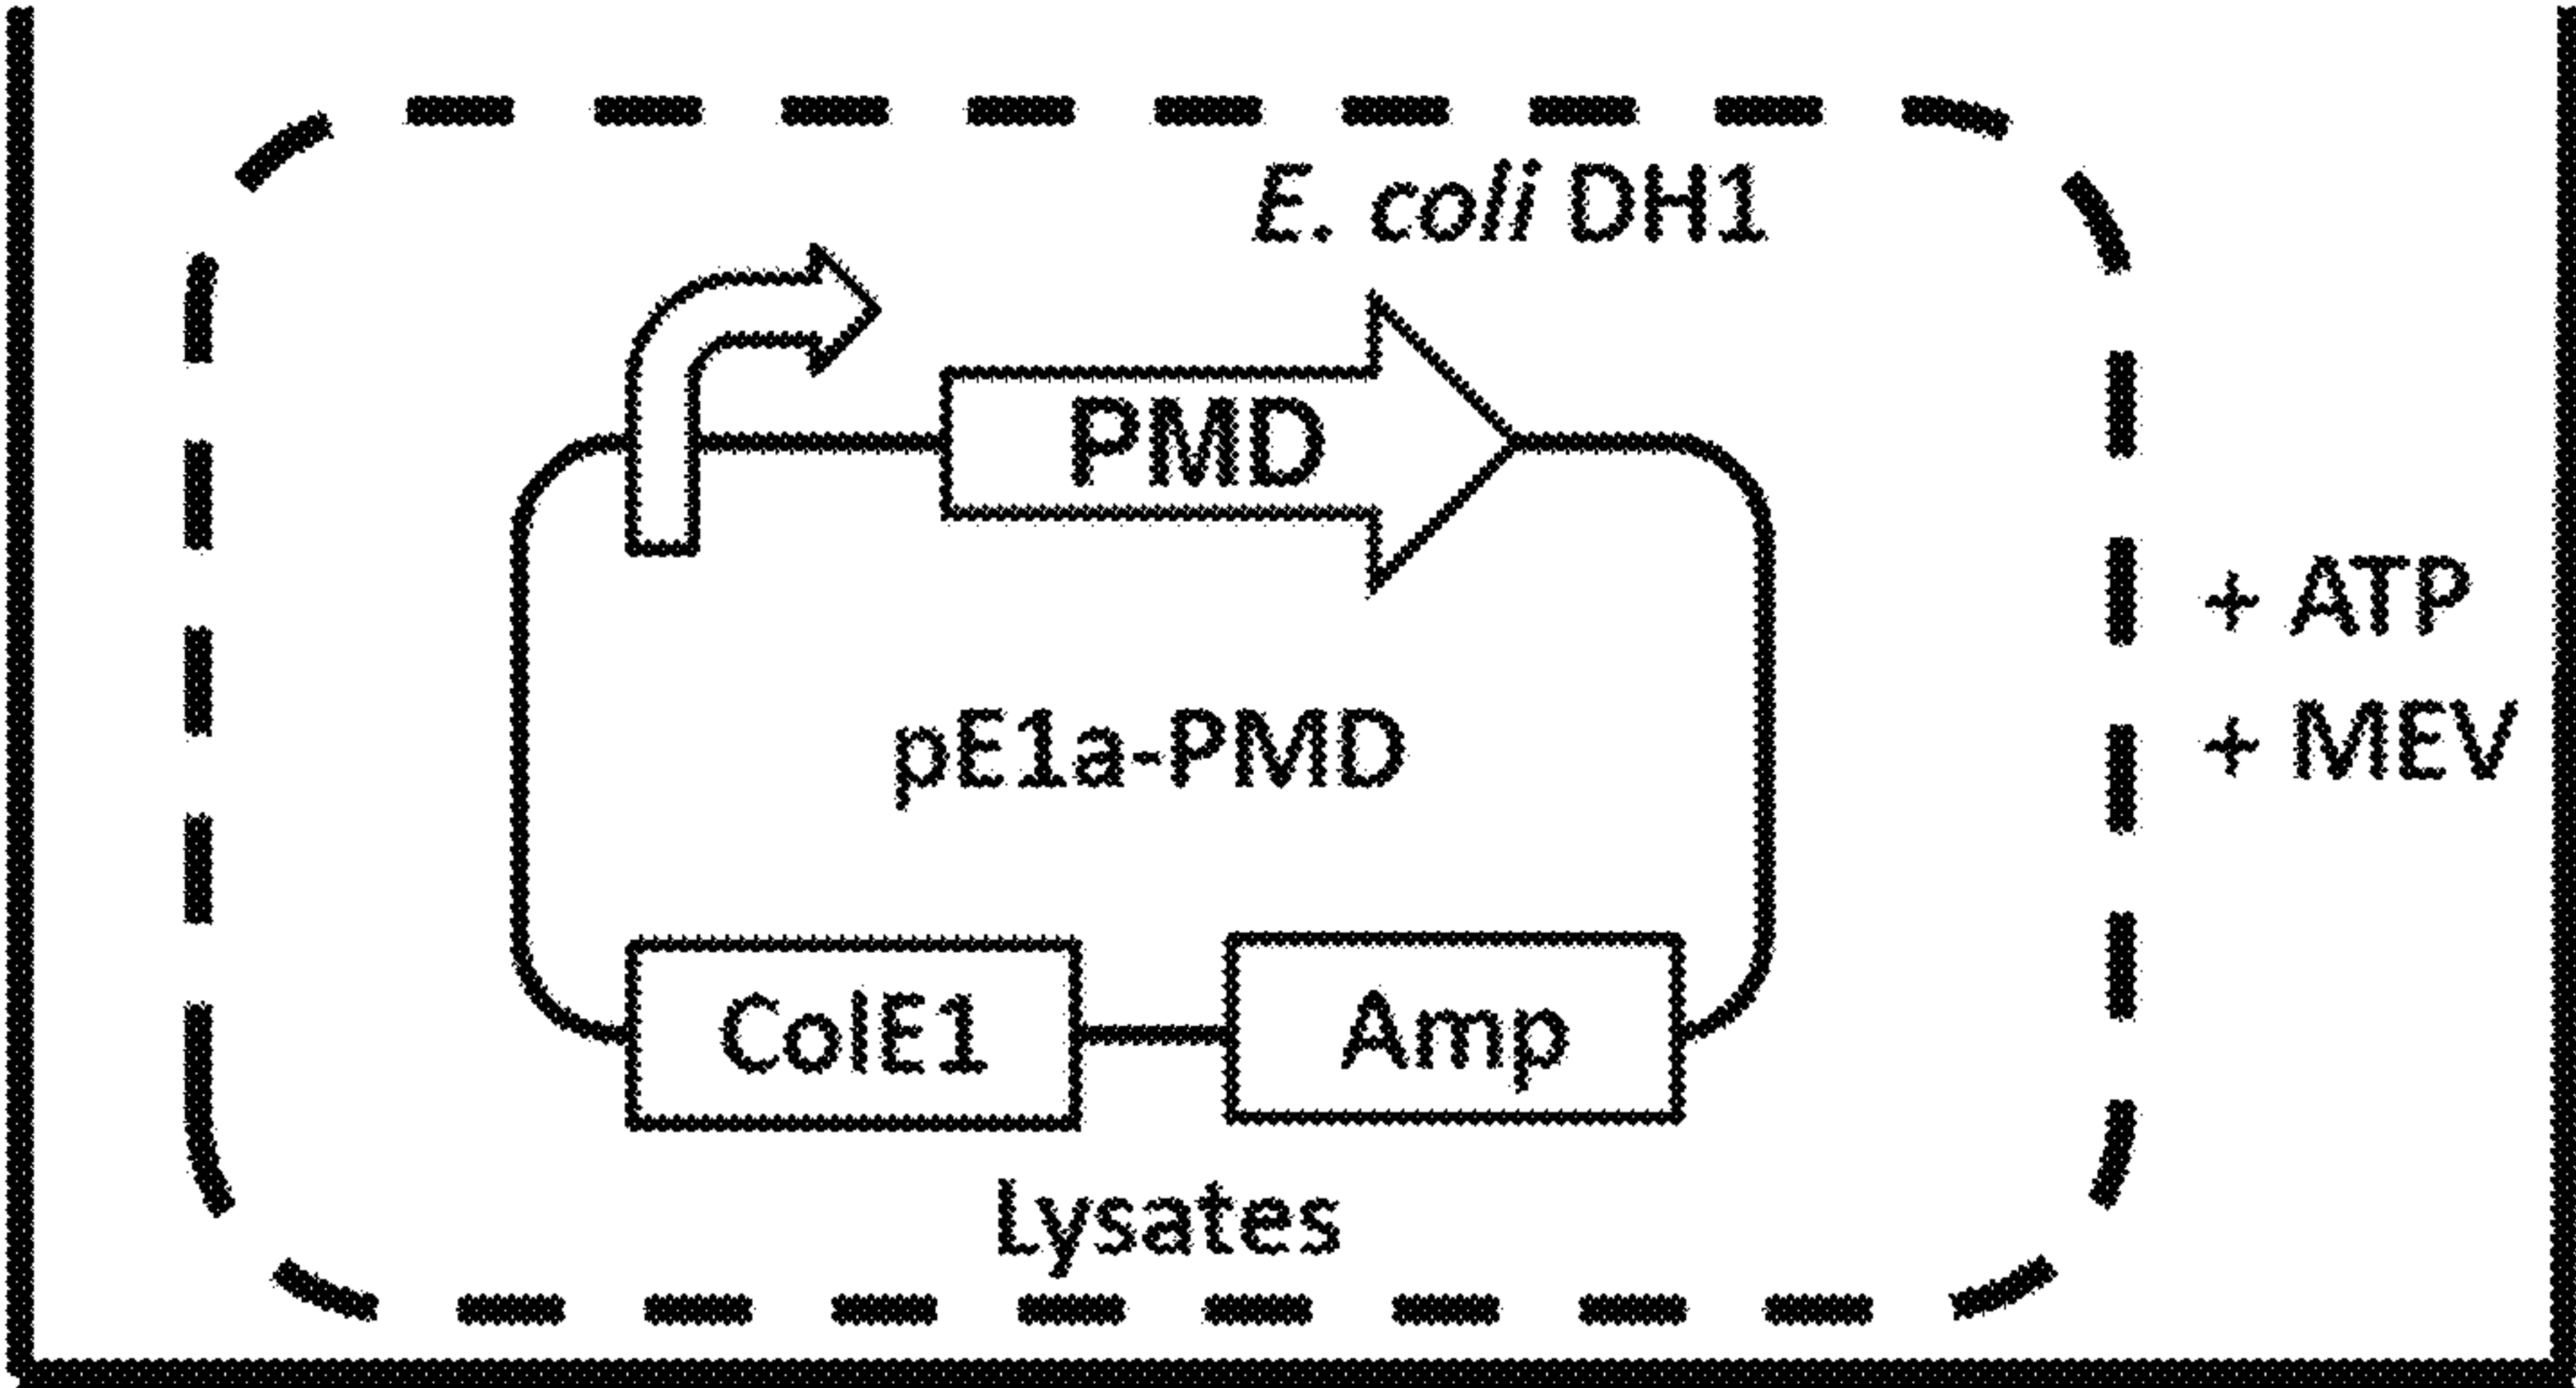 E. coli DH1
PMD
+ ATP
pE1a-PMD
+ MEV
ColE1
Amp
Lysates